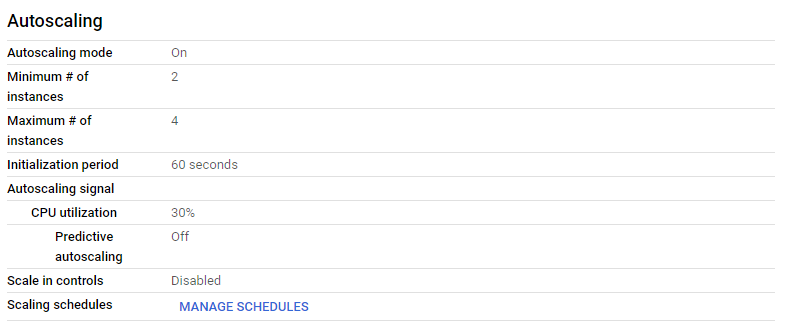 Autoscaling
Autoscaling mode On
Minimum # of 2
instances
Maximum # of 4
instances
Initialization period 60 seconds
Autoscaling signal
CPU utilization 30%
Predictive Off
autoscaling
Scale in controls Disabled
Scaling schedules MANAGE SCHEDULES